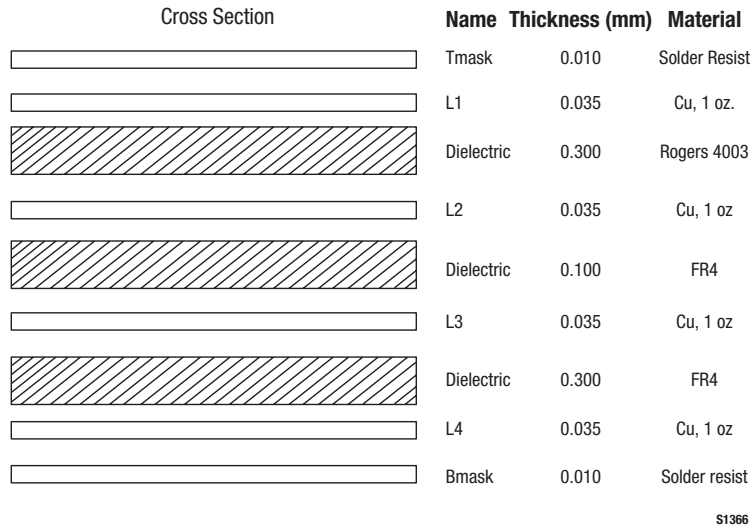 Cross Section Name Thickness (mm) Material
Tmask 0.010 Solder Resist
L1 0.035 Cu, 1 oz.
Dielectric 0.300 Rogers 4003
L2 0.035 Cu, 1 oz
Dielectric 0.100 FR4
L3 0.035 Cu, 1 oz
Dielectric 0.300 FR4
L4 0.035 Cu, 1 oz
Bmask 0.010 Solder resist
S1366